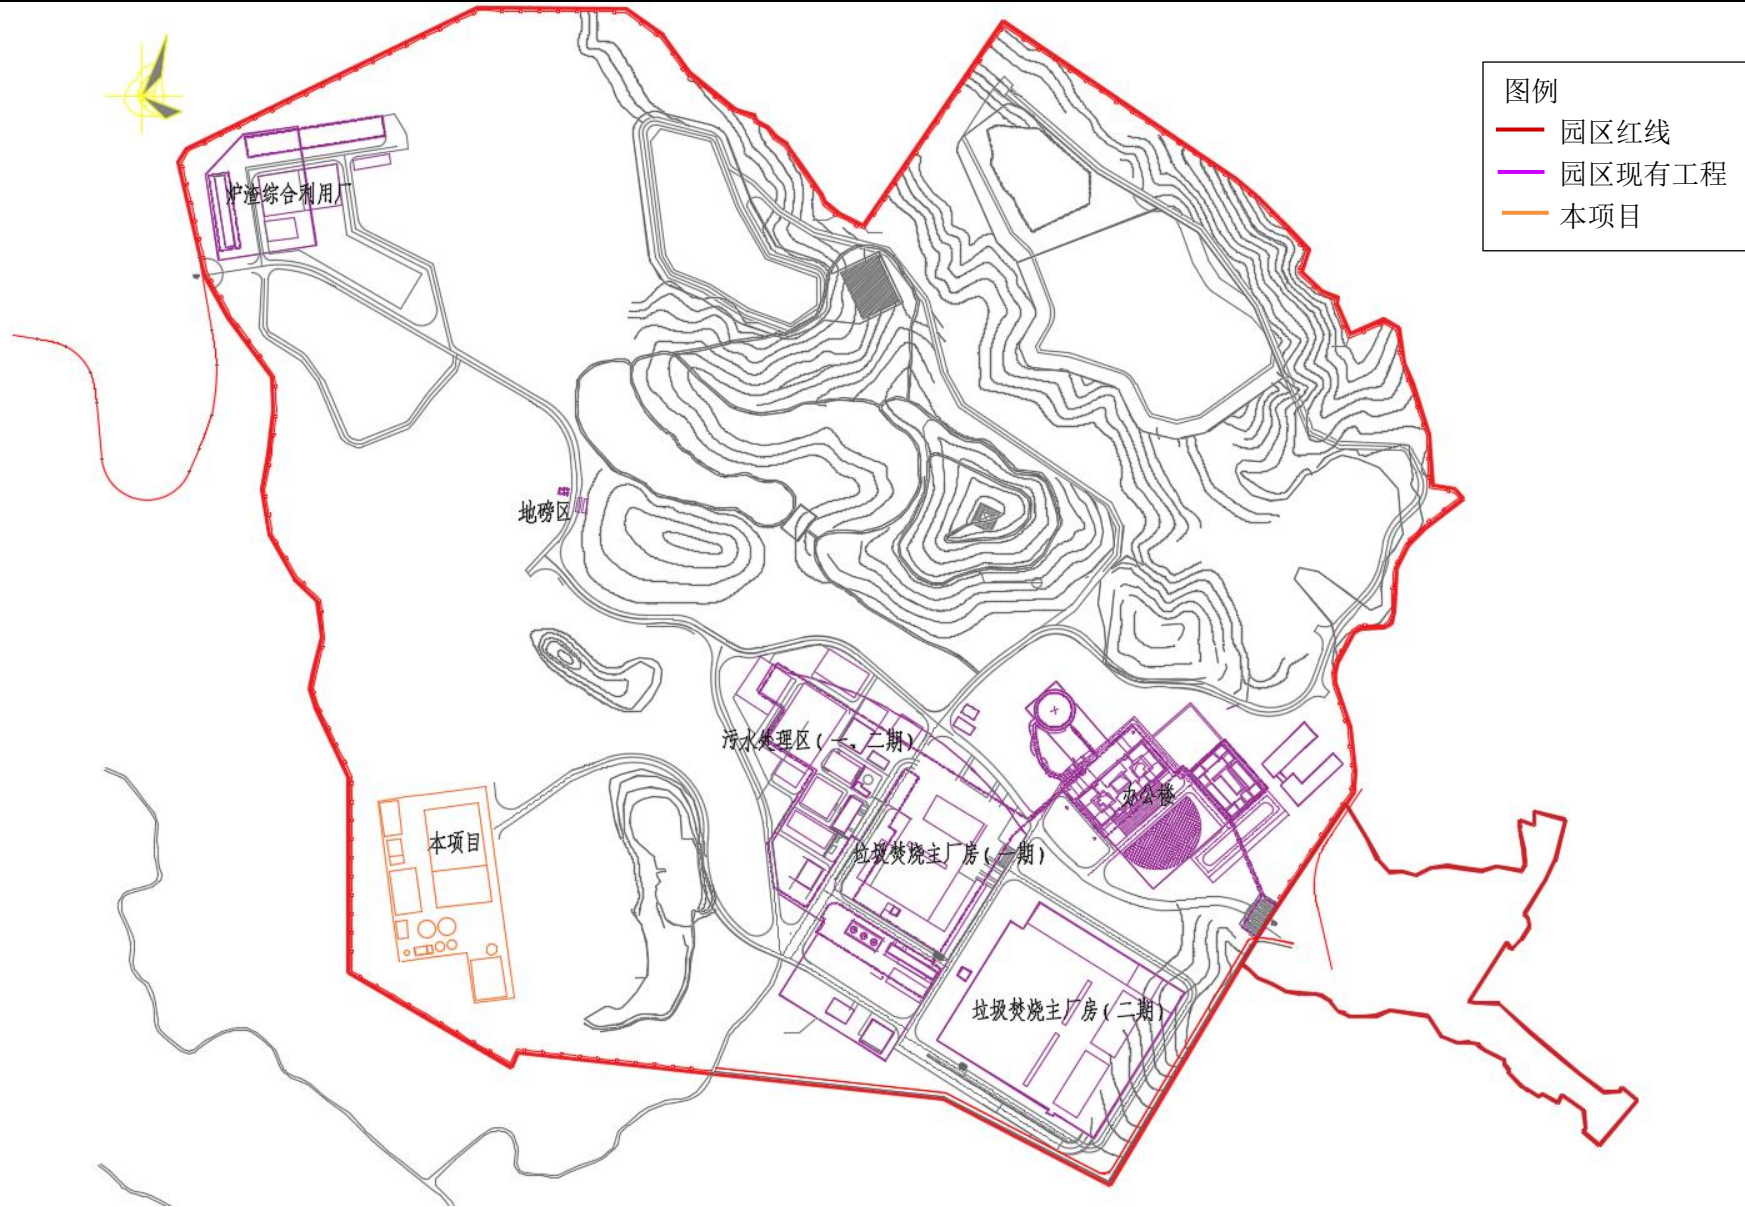 图例
园区红线
园区现有工程
本项目
炉渣综合利用厂
地磅区
污水处理区(一、二期)
办公楼
本项目
垃圾焚烧主厂房(一期)
垃圾焚烧主厂房(二期)